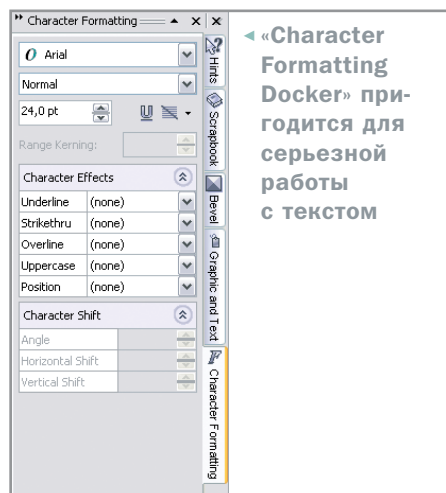 Character Formatting
Arial
Normal
24,0 pt
Range Kerning:
Character Effects
Underline (none)
Strikethru (none)
Overline (none)
Uppercase (none)
Position (none)
Character Shift
Angle
Horizontal Shift
Vertical Shift
Hints
Scrapbook
Bevel
Graphic and Text
Character Formatting
«Character
Formatting
Docker» при-
годится для
серьезной
работы
с текстом